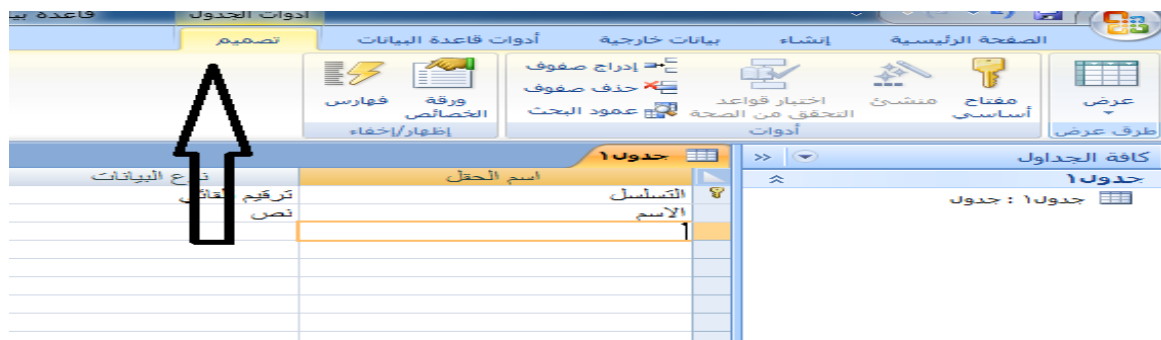 أدوات الجدول
الصفحة الرئيسية إنشاء بيانات خارجية أدوات قاعدة البيانات تصميم
عرض
مفتاح أساسي
منشئ
اختبار قواعد التحقق من الصحة
إدراج صفوف
حذف صفوف
عمود البحث
ورقة الخصائص
فهارس
طرق عرض
أدوات
إظهار/إخفاء
كافة الجداول
جدول١
جدول١ : جدول
جدول١
اسم الحقل نوع البيانات
التسلسل ترقيم تلقائي
الاسم نص